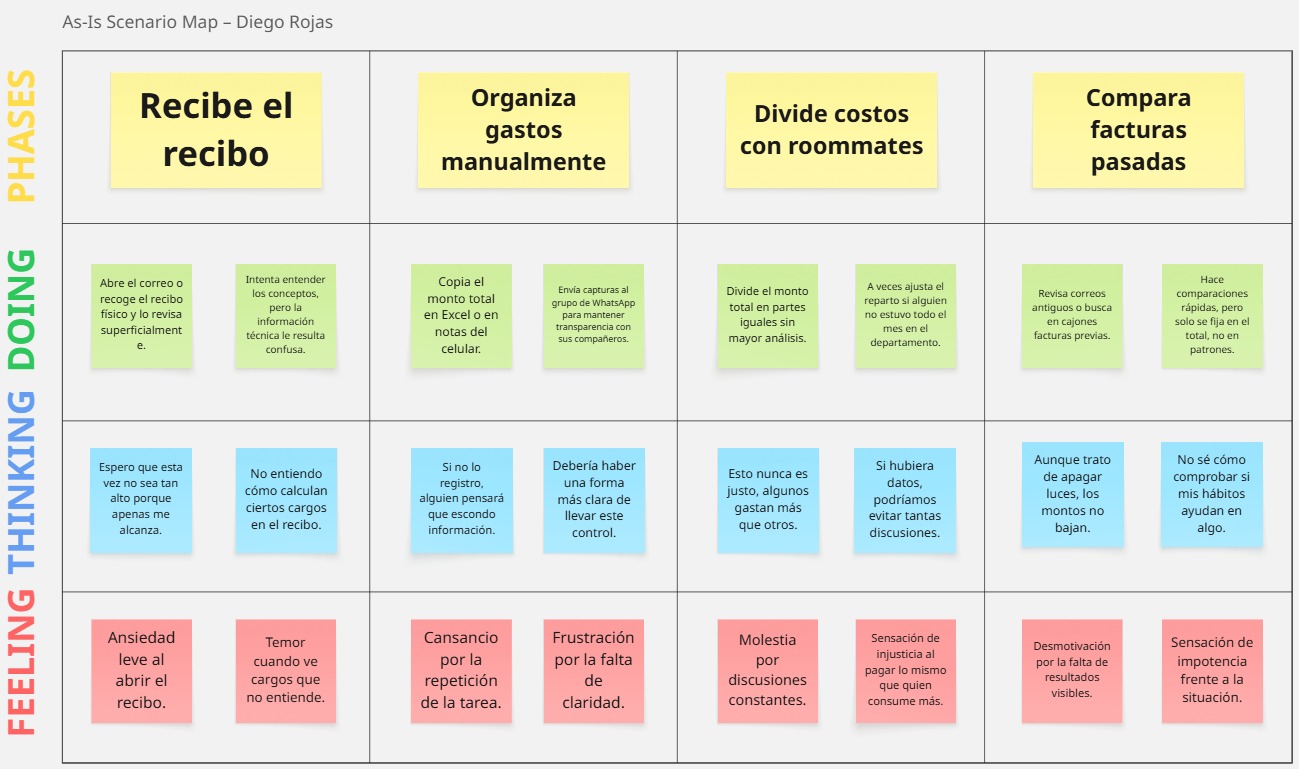 As-Is Scenario Map – Diego Rojas
PHASES
Recibe el
recibo
Organiza
gastos
manualmente
Divide costos
con roommates
Compara
facturas
pasadas
DOING
Abre el correo o
recoge el recibo
físico y lo revisa
superficialment
e.
Intenta entender
los conceptos,
pero la
información
técnica le resulta
confusa.
Copia el
monto total
en Excel o en
notas del
celular.
Envía capturas al
grupo de WhatsApp
para mantener
transparencia con
sus compañeros.
Divide el monto
total en partes
iguales sin
mayor análisis.
A veces ajusta el
reparto si alguien
no estuvo todo el
mes en el
departamento.
Revisa correos
antiguos o busca
en cajones
facturas previas.
Hace
comparaciones
rápidas, pero
solo se fija en el
total, no en
patrones.
THINKING
Espero que esta
vez no sea tan
alto porque
apenas me
alcanza.
No entiendo
cómo calculan
ciertos cargos
en el recibo.
Si no lo
registro,
alguien pensará
que escondo
información.
Debería haber
una forma
más clara de
llevar este
control.
Esto nunca es
justo, algunos
gastan más
que otros.
Si hubiera
datos,
podríamos
evitar tantas
discusiones.
Aunque trato
de apagar
luces, los
montos no
bajan.
No sé cómo
comprobar si
mis hábitos
ayudan en
algo.
FEELING
Ansiedad
leve al
abrir el
recibo.
Temor
cuando ve
cargos que
no entiende.
Cansancio
por la
repetición
de la tarea.
Frustración
por la falta
de
claridad.
Molestia
por
discusiones
constantes.
Sensación de
injusticia al
pagar lo mismo
que quien
consume más.
Desmotivación
por la falta de
resultados
visibles.
Sensación de
impotencia
frente a la
situación.